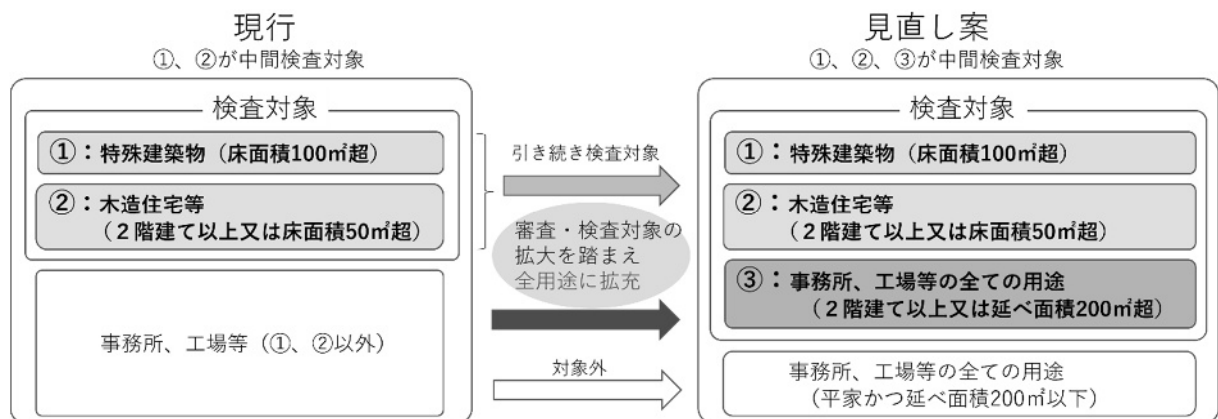 現行
①、②が中間検査対象
検査対象
①：特殊建築物（床面積100㎡超）
②：木造住宅等
（２階建て以上又は床面積50㎡超）
事務所、工場等（①、②以外）
引き続き検査対象
審査・検査対象の
拡大を踏まえ
全用途に拡充
対象外
見直し案
①、②、③が中間検査対象
検査対象
①：特殊建築物（床面積100㎡超）
②：木造住宅等
（２階建て以上又は床面積50㎡超）
③：事務所、工場等の全ての用途
（２階建て以上又は延べ面積200㎡超）
事務所、工場等の全ての用途
（平家かつ延べ面積200㎡以下）